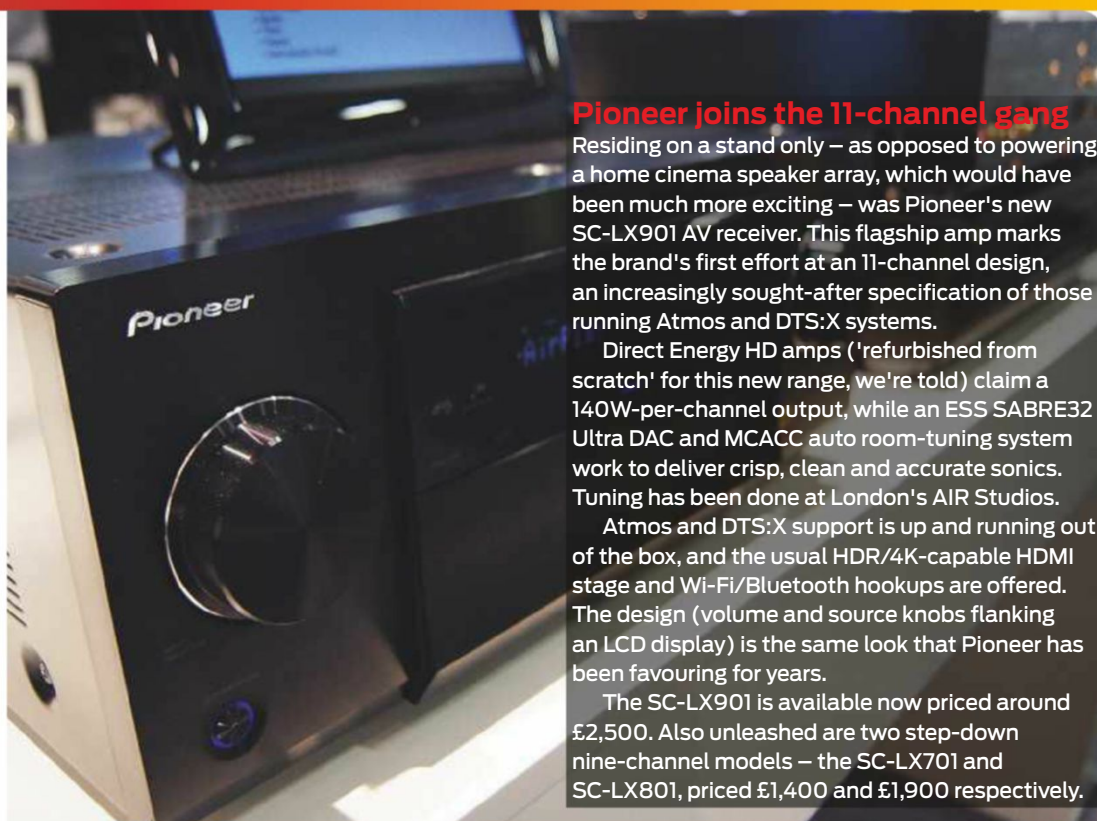 Pioneer
Pioneer joins the 11-channel gang
Residing on a stand only – as opposed to powering
a home cinema speaker array, which would have
been much more exciting – was Pioneer's new
SC-LX901 AV receiver. This flagship amp marks
the brand's first effort at an 11-channel design,
an increasingly sought-after specification of those
running Atmos and DTS:X systems.
Direct Energy HD amps ('refurbished from
scratch' for this new range, we're told) claim a
140W-per-channel output, while an ESS SABRE32
Ultra DAC and MCACC auto room-tuning system
work to deliver crisp, clean and accurate sonics.
Tuning has been done at London's AIR Studios.
Atmos and DTS:X support is up and running out
of the box, and the usual HDR/4K-capable HDMI
stage and Wi-Fi/Bluetooth hookups are offered.
The design (volume and source knobs flanking
an LCD display) is the same look that Pioneer has
been favouring for years.
The SC-LX901 is available now priced around
£2,500. Also unleashed are two step-down
nine-channel models – the SC-LX701 and
SC-LX801, priced £1,400 and £1,900 respectively.